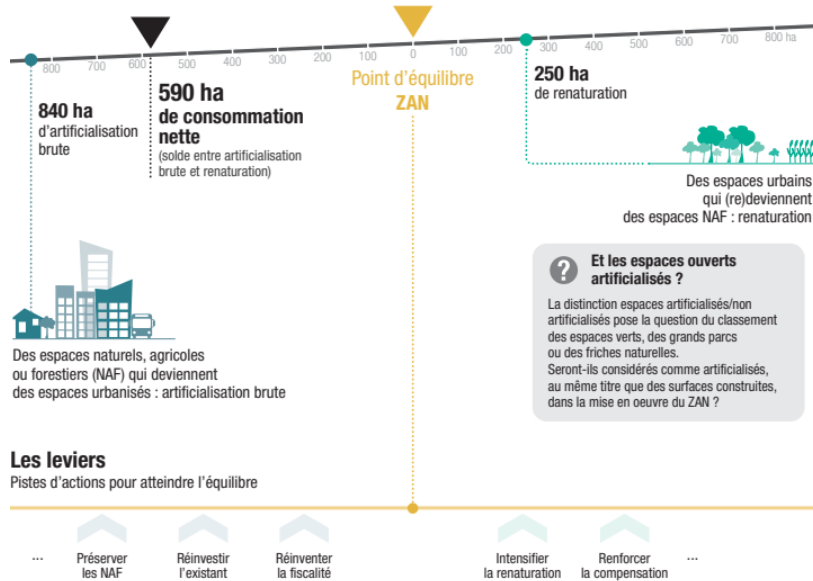 800 700 600 500 400 300 200 100 0 100 200 300 400 500 600 700 800 ha
840 ha
d'artificialisation
brute
590 ha
de consommation
nette
(solde entre artificialisation
brute et renaturation)
Point d'équilibre
ZAN
250 ha
de renaturation
Des espaces urbains
qui (re)deviennent
des espaces NAF : renaturation
Des espaces naturels, agricoles
ou forestiers (NAF) qui deviennent
des espaces urbanisés : artificialisation brute
?
Et les espaces ouverts
artificialisés ?
La distinction espaces artificialisés/non
artificialisés pose la question du classement
des espaces verts, des grands parcs
ou des friches naturelles.
Seront-ils considérés comme artificialisés,
au même titre que des surfaces construites,
dans la mise en oeuvre du ZAN ?
Les leviers
Pistes d'actions pour atteindre l'équilibre
...
Préserver
les NAF
Réinvestir
l'existant
Réinventer
la fiscalité
Intensifier
la renaturation
Renforcer
la compensation
...